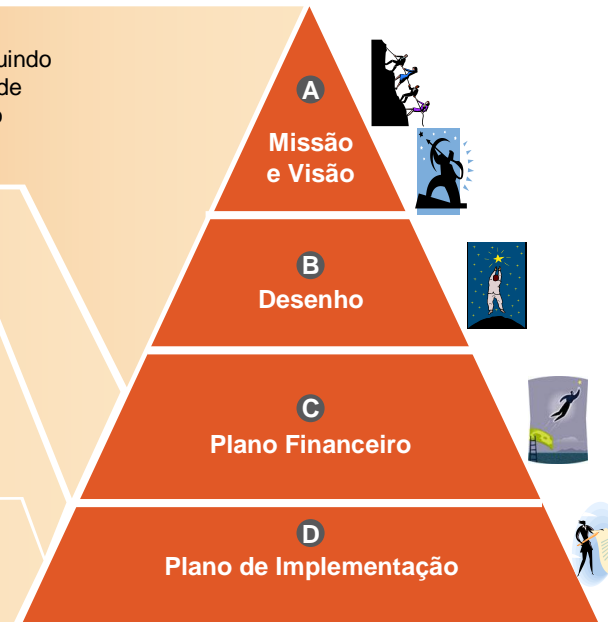 uindo
de
o
A
Missão
e Visão
B
Desenho
C
Plano Financeiro
D
Plano de Implementação